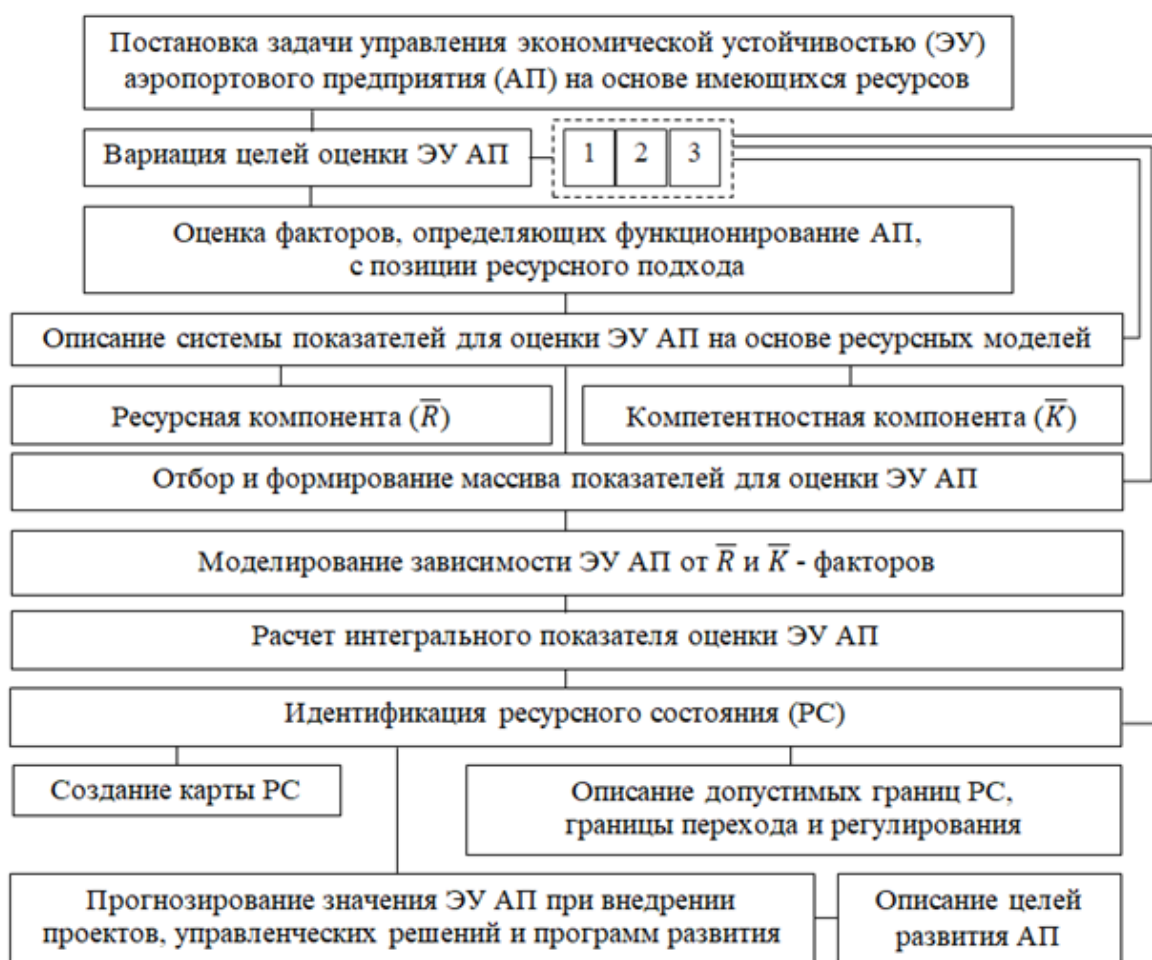 Постановка задачи управления экономической устойчивостью (ЭУ)
аэропортового предприятия (АП) на основе имеющихся ресурсов
Вариация целей оценки ЭУ АП
1
2
3
Оценка факторов, определяющих функционирование АП,
с позиции ресурсного подхода
Описание системы показателей для оценки ЭУ АП на основе ресурсных моделей
Ресурсная компонента (R̅)
Компетентностная компонента (K̅)
Отбор и формирование массива показателей для оценки ЭУ АП
Моделирование зависимости ЭУ АП от R̅ и K̅ - факторов
Расчет интегрального показателя оценки ЭУ АП
Идентификация ресурсного состояния (РС)
Создание карты РС
Описание допустимых границ РС,
границы перехода и регулирования
Прогнозирование значения ЭУ АП при внедрении
проектов, управленческих решений и программ развития
Описание целей
развития АП